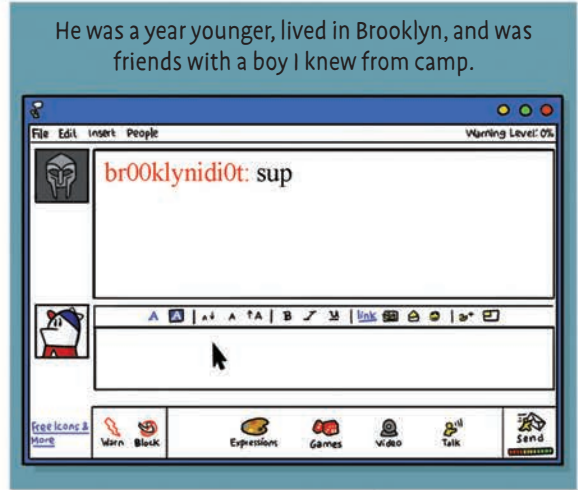 He was a year younger, lived in Brooklyn, and was
friends with a boy I knew from camp.
File Edit Insert People Warning Level: 0%
br00klynidi0t: sup
A A A A A B I U link
Free Icons &
More
Warn Block Expressions Games Video Talk Send